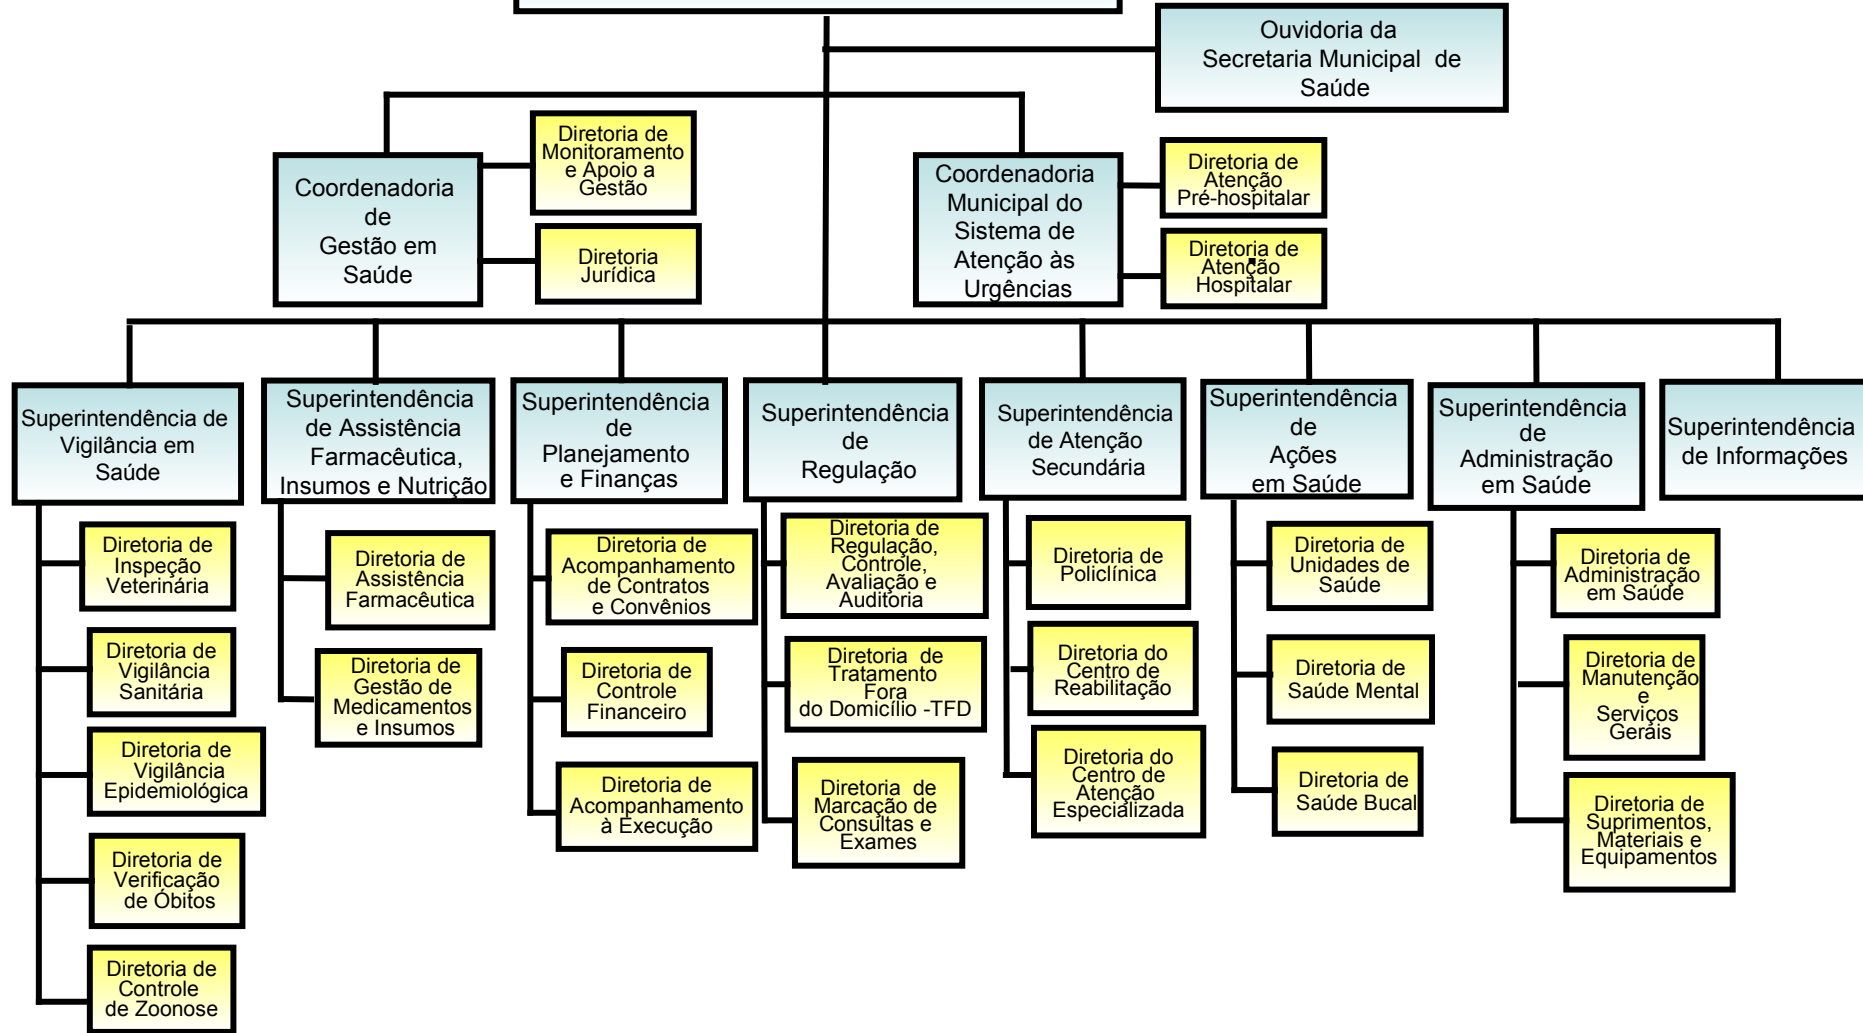 Ouvidoria da
Secretaria Municipal de
Saúde
Diretoria de
Monitoramento
e Apoio a
Gestão
Coordenadoria
de
Gestão em
Saúde
Diretoria
Jurídica
Coordenadoria
Municipal do
Sistema de
Atenção às
Urgências
Diretoria de
Atenção
Pré-hospitalar
Diretoria de
Atenção
Hospitalar
Superintendência de
Vigilância em
Saúde
Superintendência
de Assistência
Farmacêutica,
Insumos e Nutrição
Superintendência
de
Planejamento
e Finanças
Superintendência
de
Regulação
Superintendência
de Atenção
Secundária
Superintendência
de
Ações
em Saúde
Superintendência
de
Administração
em Saúde
Superintendência
de Informações
Diretoria de
Inspeção
Veterinária
Diretoria de
Vigilância
Sanitária
Diretoria de
Vigilância
Epidemiológica
Diretoria de
Verificação
de Óbitos
Diretoria de
Controle
de Zoonose
Diretoria de
Assistência
Farmacêutica
Diretoria de
Gestão de
Medicamentos
e Insumos
Diretoria de
Acompanhamento
de Contratos
e Convênios
Diretoria de
Controle
Financeiro
Diretoria de
Acompanhamento
à Execução
Diretoria de
Regulação,
Controle,
Avaliação e
Auditoria
Diretoria de
Tratamento
Fora
do Domicílio -TFD
Diretoria de
Marcação de
Consultas e
Exames
Diretoria de
Policlínica
Diretoria do
Centro de
Reabilitação
Diretoria do
Centro de
Atenção
Especializada
Diretoria de
Unidades de
Saúde
Diretoria de
Saúde Mental
Diretoria de
Saúde Bucal
Diretoria de
Administração
em Saúde
Diretoria de
Manutenção
e
Serviços
Gerais
Diretoria de
Suprimentos,
Materiais e
Equipamentos